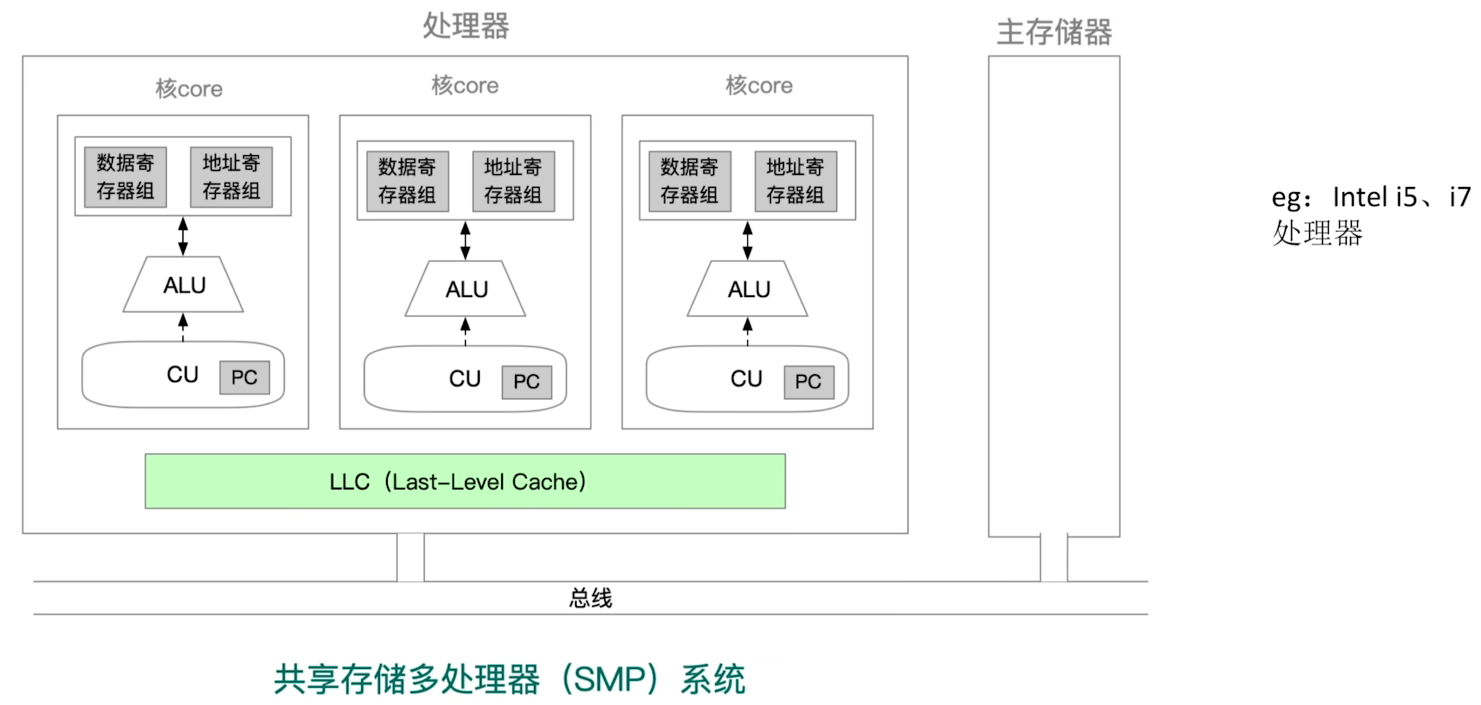 处理器
主存储器
核core
核core
核core
数据寄
存器组
地址寄
存器组
数据寄
存器组
地址寄
存器组
数据寄
存器组
地址寄
存器组
ALU
ALU
ALU
CU
PC
CU
PC
CU
PC
LLC（Last-Level Cache）
总线
eg：Intel i5、i7
处理器
共享存储多处理器（SMP）系统